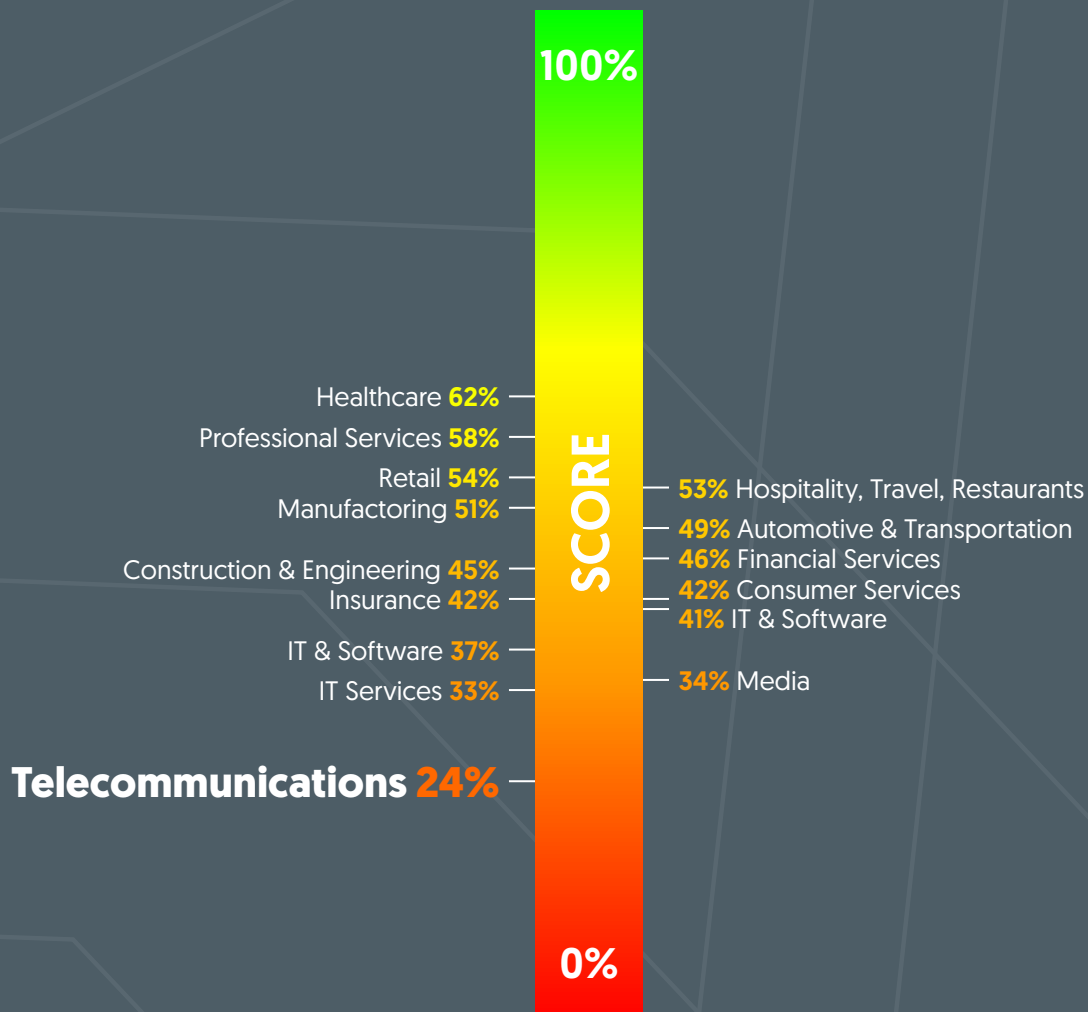 100%
Healthcare 62%
Professional Services 58%
Retail 54%
Manufactoring 51%
Construction & Engineering 45%
Insurance 42%
IT & Software 37%
IT Services 33%
Telecommunications 24%
SCORE
53% Hospitality, Travel, Restaurants
49% Automotive & Transportation
46% Financial Services
42% Consumer Services
41% IT & Software
34% Media
0%